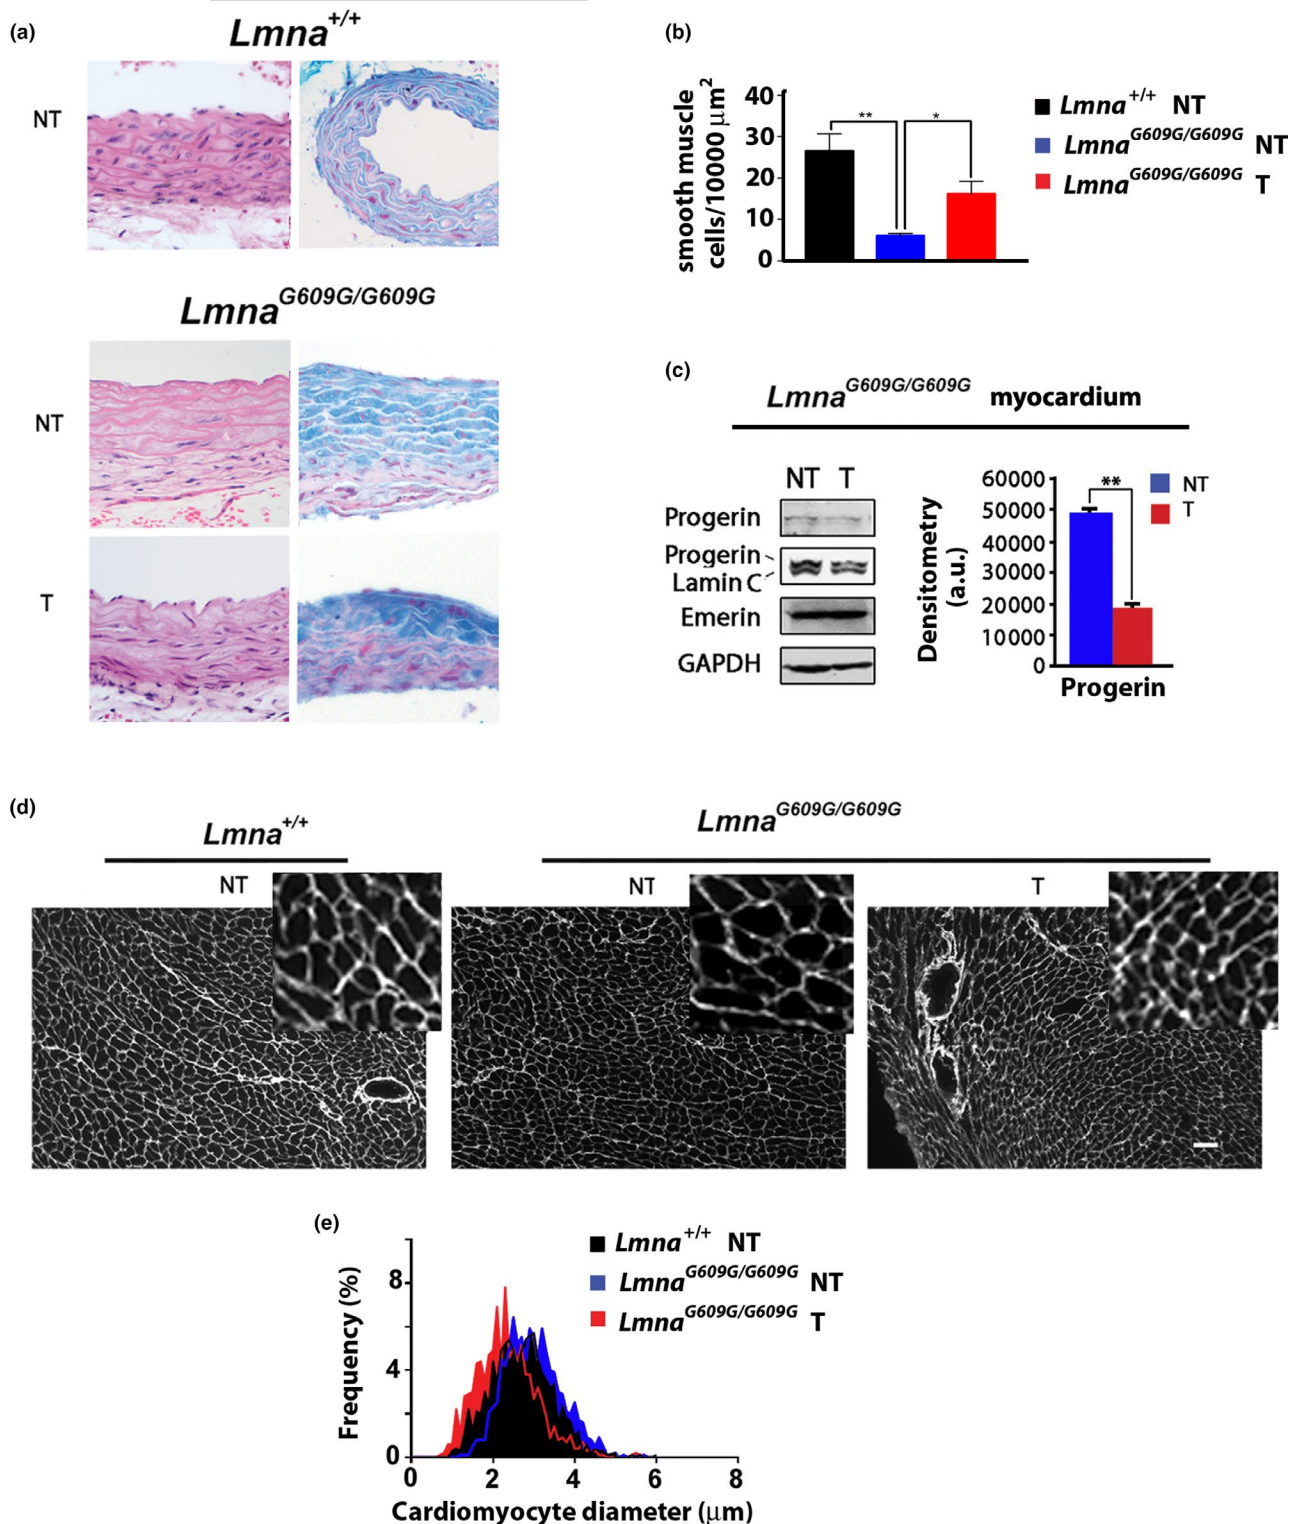 (a)
Lmna+/+
NT
LmnaG609G/G609G
NT
T
(b)
smooth muscle
cells/10000 μm2
40
30
20
10
0
**
*
Lmna+/+ NT
LmnaG609G/G609G NT
LmnaG609G/G609G T
(c)
LmnaG609G/G609G myocardium
NT T
Progerin
Progerin
Lamin C
Emerin
GAPDH
Densitometry
(a.u.)
60000
50000
40000
30000
20000
10000
0
**
NT
T
Progerin
(d)
Lmna+/+
LmnaG609G/G609G
NT
NT
T
(e)
Frequency (%)
8
4
0
0 2 4 6 8
Cardiomyocyte diameter (μm)
Lmna+/+ NT
LmnaG609G/G609G NT
LmnaG609G/G609G T